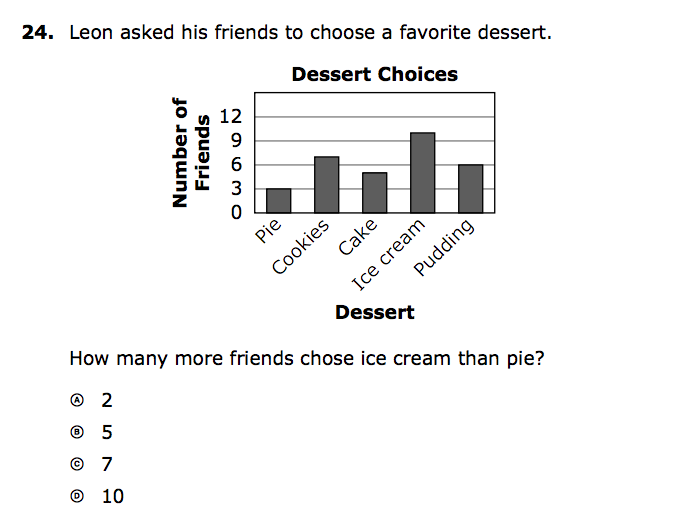 24. Leon asked his friends to choose a favorite dessert.
Dessert Choices
Number of
Friends
12
9
6
3
0
Pie
Cookies
Cake
Ice cream
Pudding
Dessert
How many more friends chose ice cream than pie?
Ⓐ 2
Ⓑ 5
Ⓒ 7
Ⓓ 10